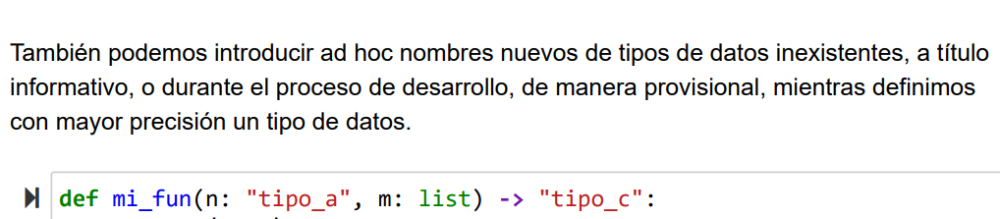 También podemos introducir ad hoc nombres nuevos de tipos de datos inexistentes, a título
informativo, o durante el proceso de desarrollo, de manera provisional, mientras definimos
con mayor precisión un tipo de datos.
def mi_fun(n: "tipo_a", m: list) -> "tipo_c":